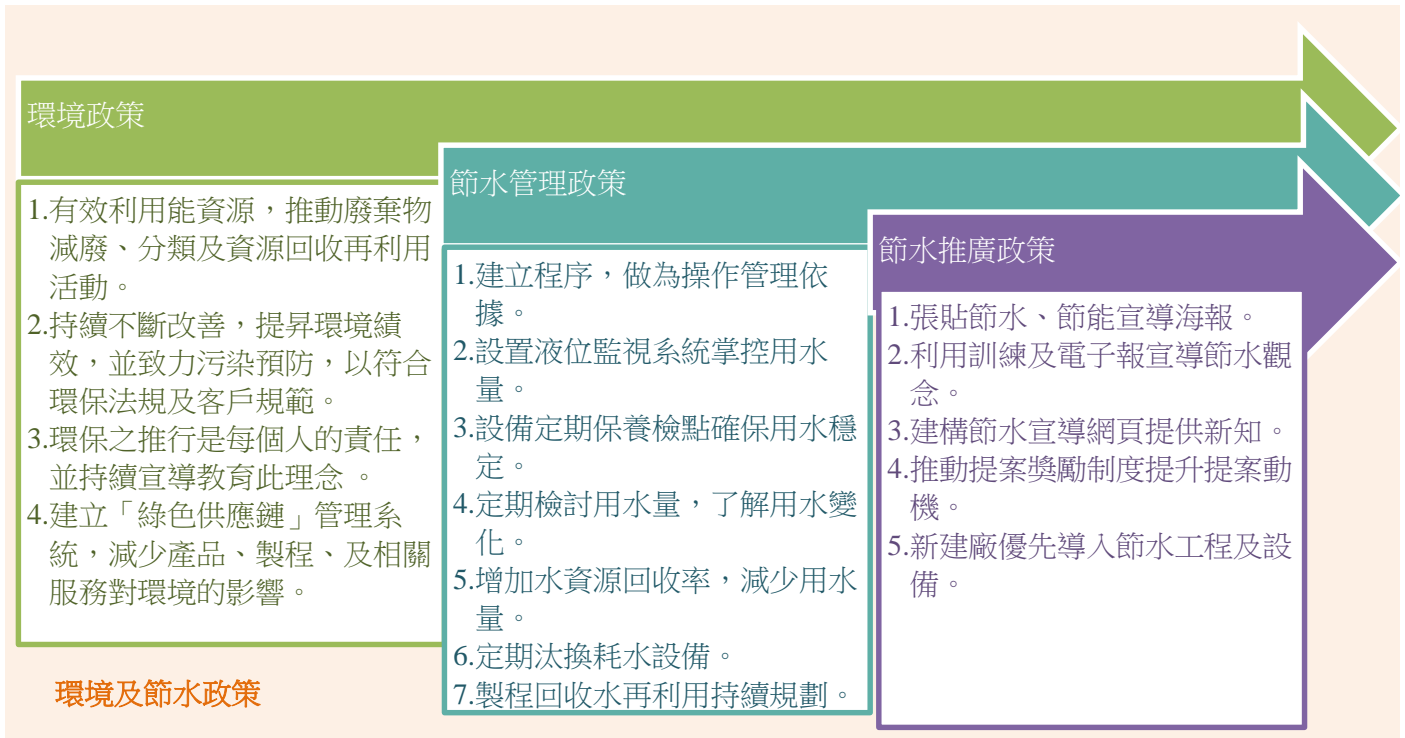 環境政策
1.有效利用能資源，推動廢棄物
減廢、分類及資源回收再利用
活動。
2.持續不斷改善，提昇環境績
效，並致力污染預防，以符合
環保法規及客戶規範。
3.環保之推行是每個人的責任，
並持續宣導教育此理念 。
4.建立「綠色供應鏈」管理系
統，減少產品、製程、及相關
服務對環境的影響。
節水管理政策
1.建立程序，做為操作管理依
據。
2.設置液位監視系統掌控用水
量。
3.設備定期保養檢點確保用水穩
定。
4.定期檢討用水量，了解用水變
化。
5.增加水資源回收率，減少用水
量。
6.定期汰換耗水設備。
7.製程回收水再利用持續規劃。
節水推廣政策
1.張貼節水、節能宣導海報。
2.利用訓練及電子報宣導節水觀
念。
3.建構節水宣導網頁提供新知。
4.推動提案獎勵制度提升提案動
機。
5.新建廠優先導入節水工程及設
備。
環境及節水政策